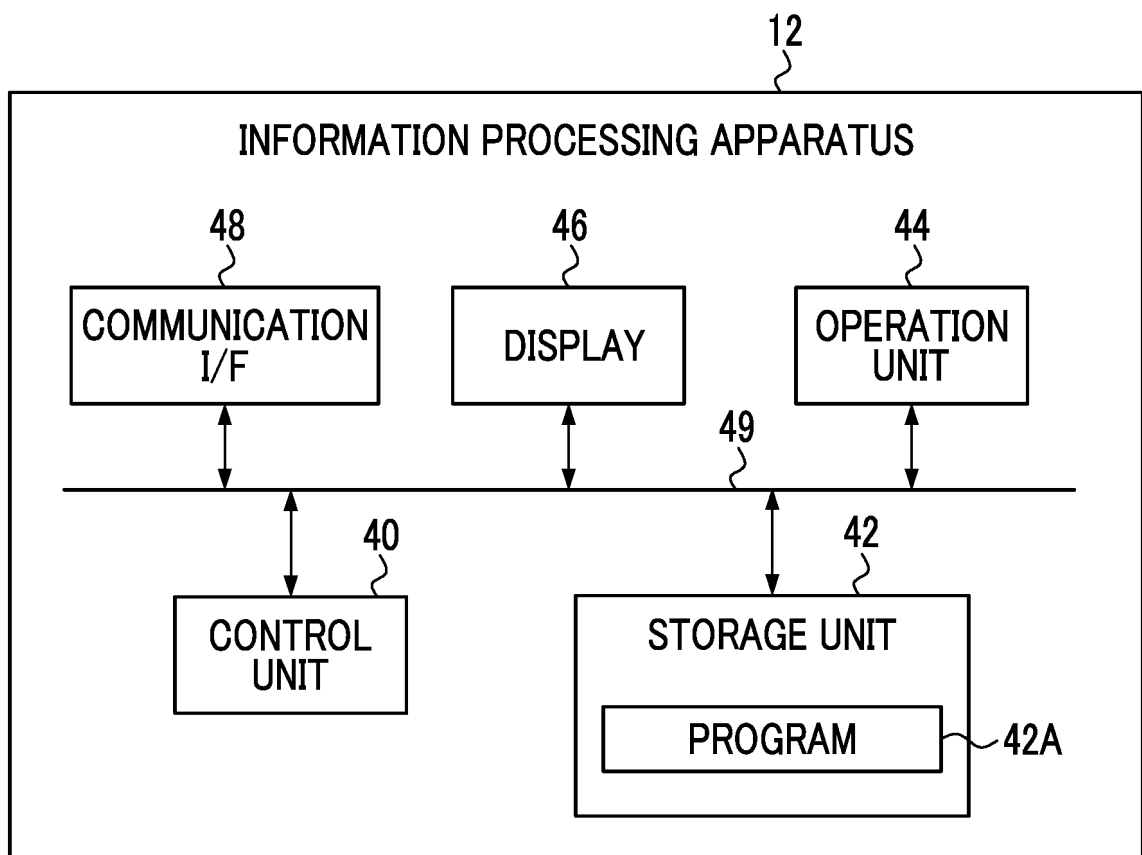 12
INFORMATION PROCESSING APPARATUS
48
46
44
COMMUNICATION
I/F
DISPLAY
OPERATION
UNIT
49
40
42
CONTROL
UNIT
STORAGE UNIT
PROGRAM
42A